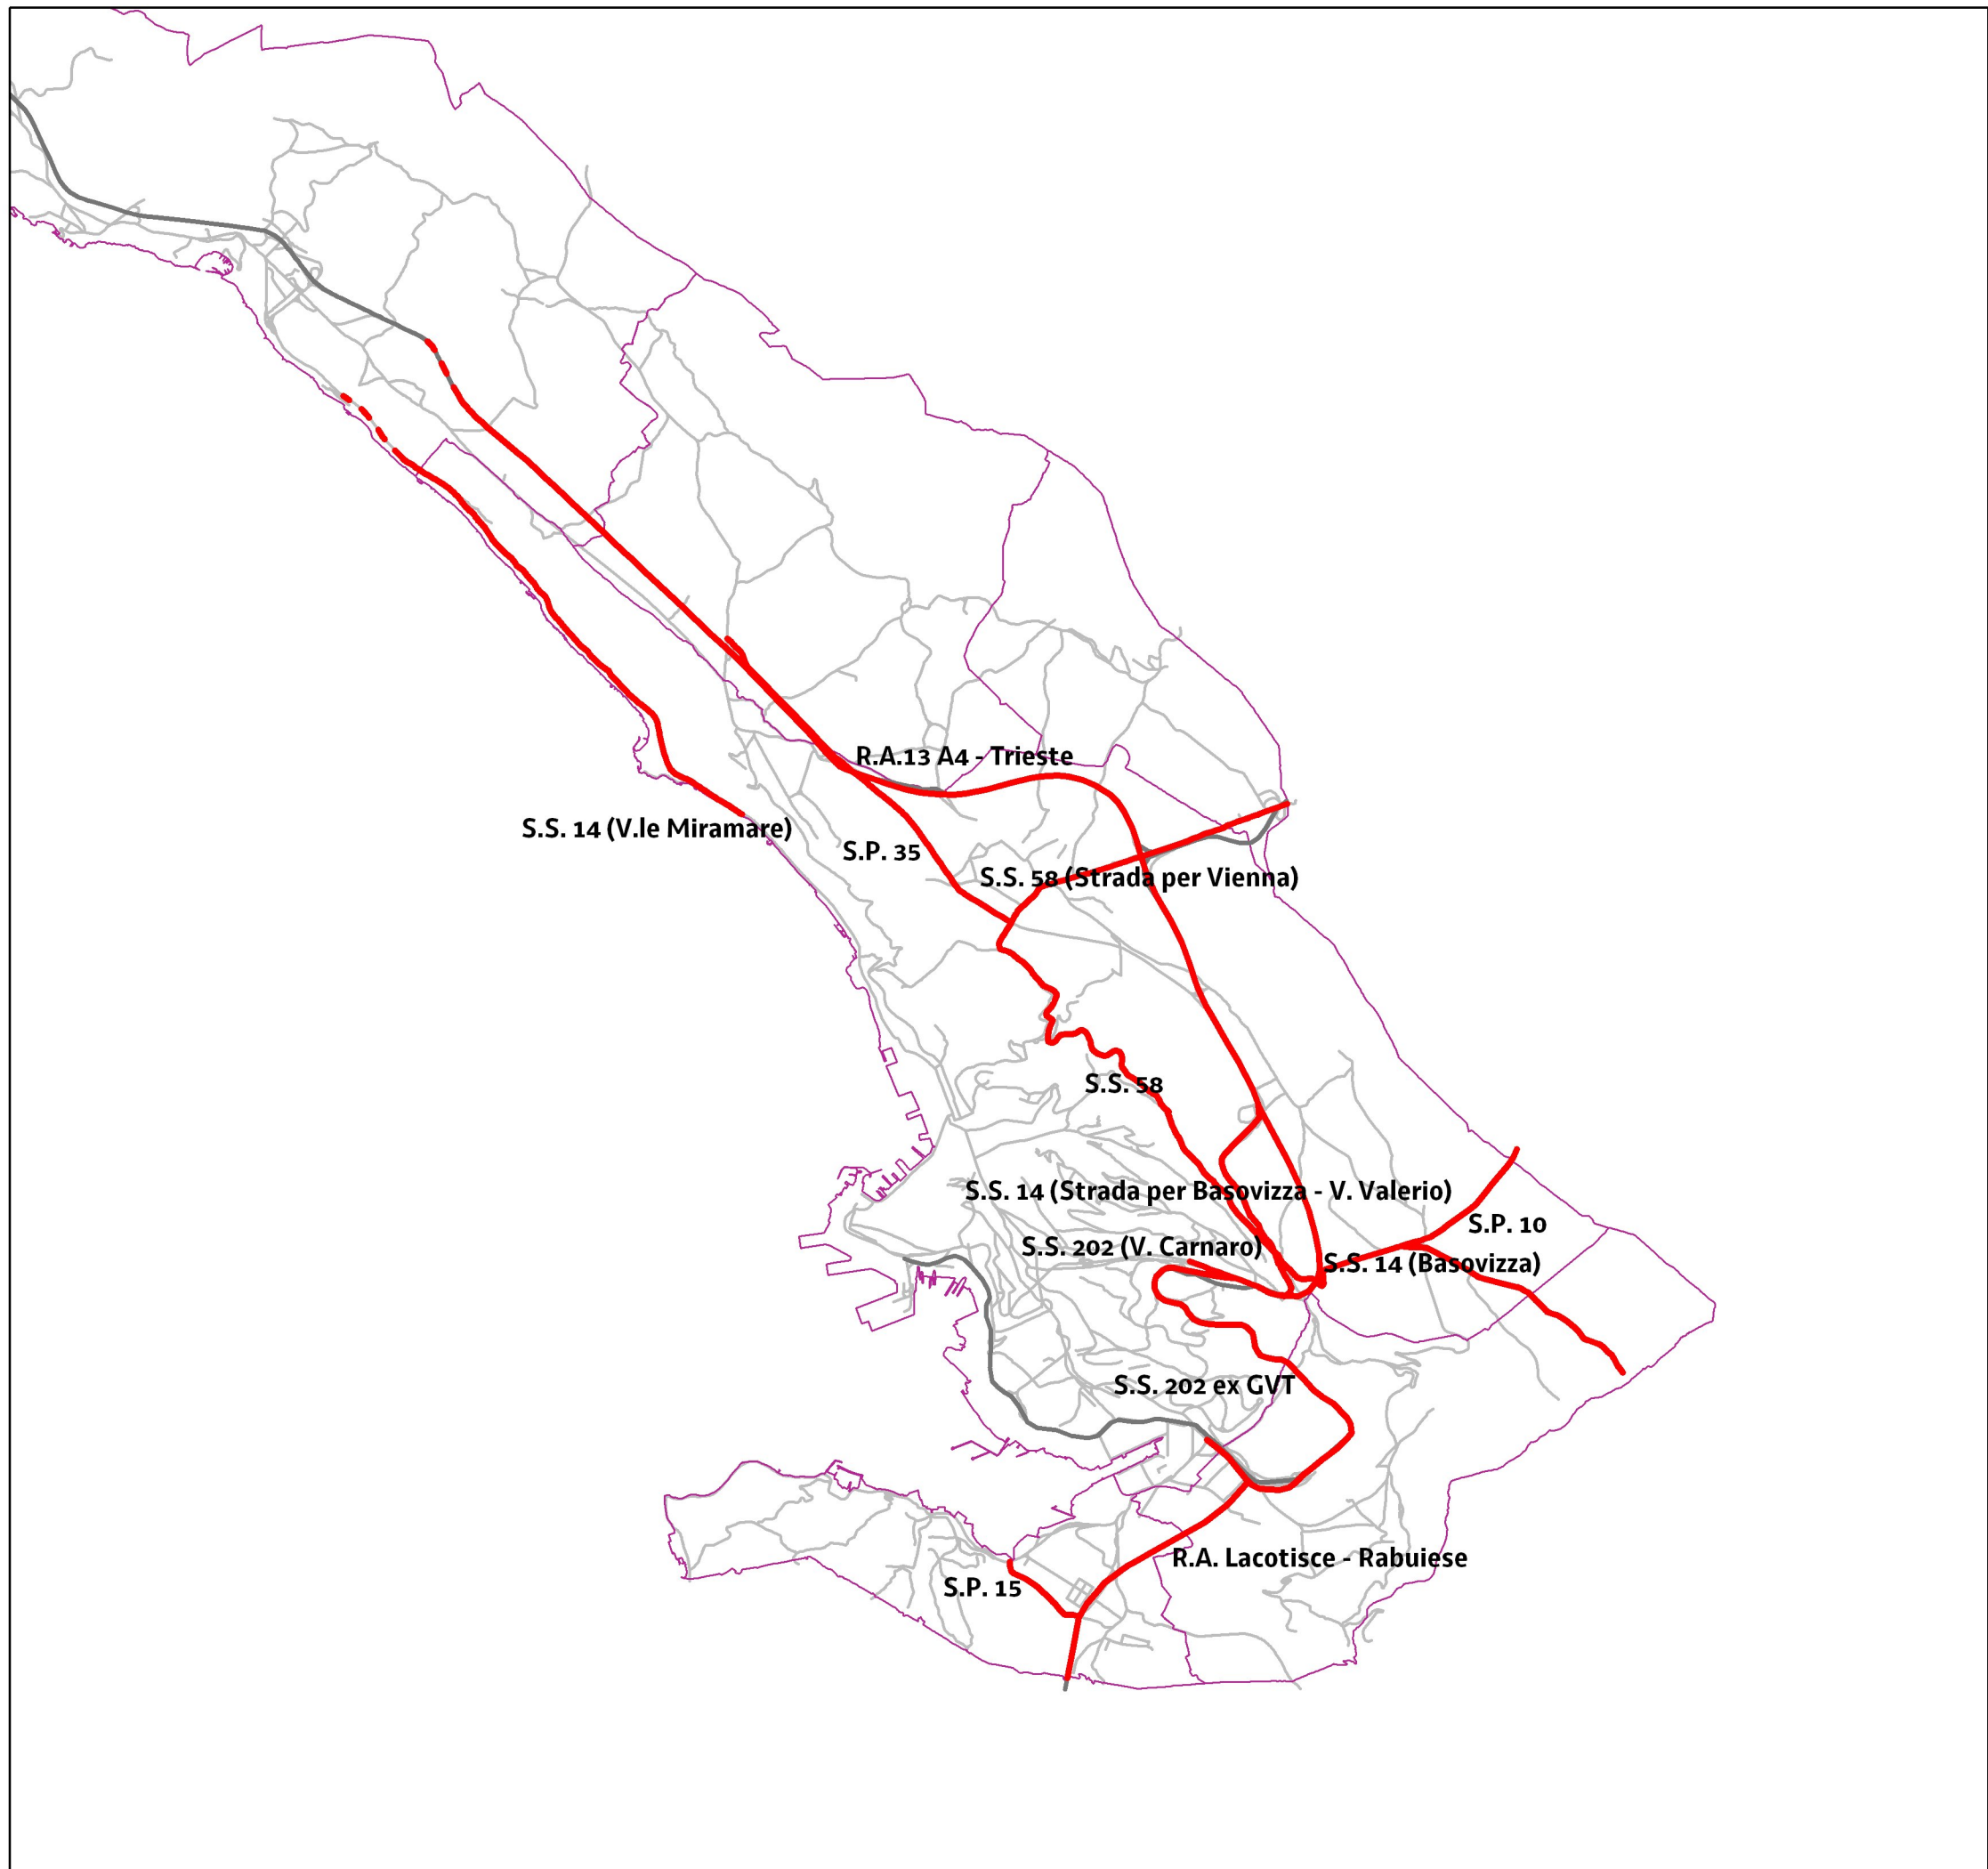 R.A.13 A4 - Trieste
S.S. 14 (V.le Miramare)
S.P. 35
S.S. 58 (Strada per Vienna)
S.S. 58
S.S. 14 (Strada per Basovizza - V. Valerio)
S.P. 10
S.S. 202 (V. Carnaro)
S.S. 14 (Basovizza)
S.S. 202 ex GVT
R.A. Lacotisce - Rabuiese
S.P. 15